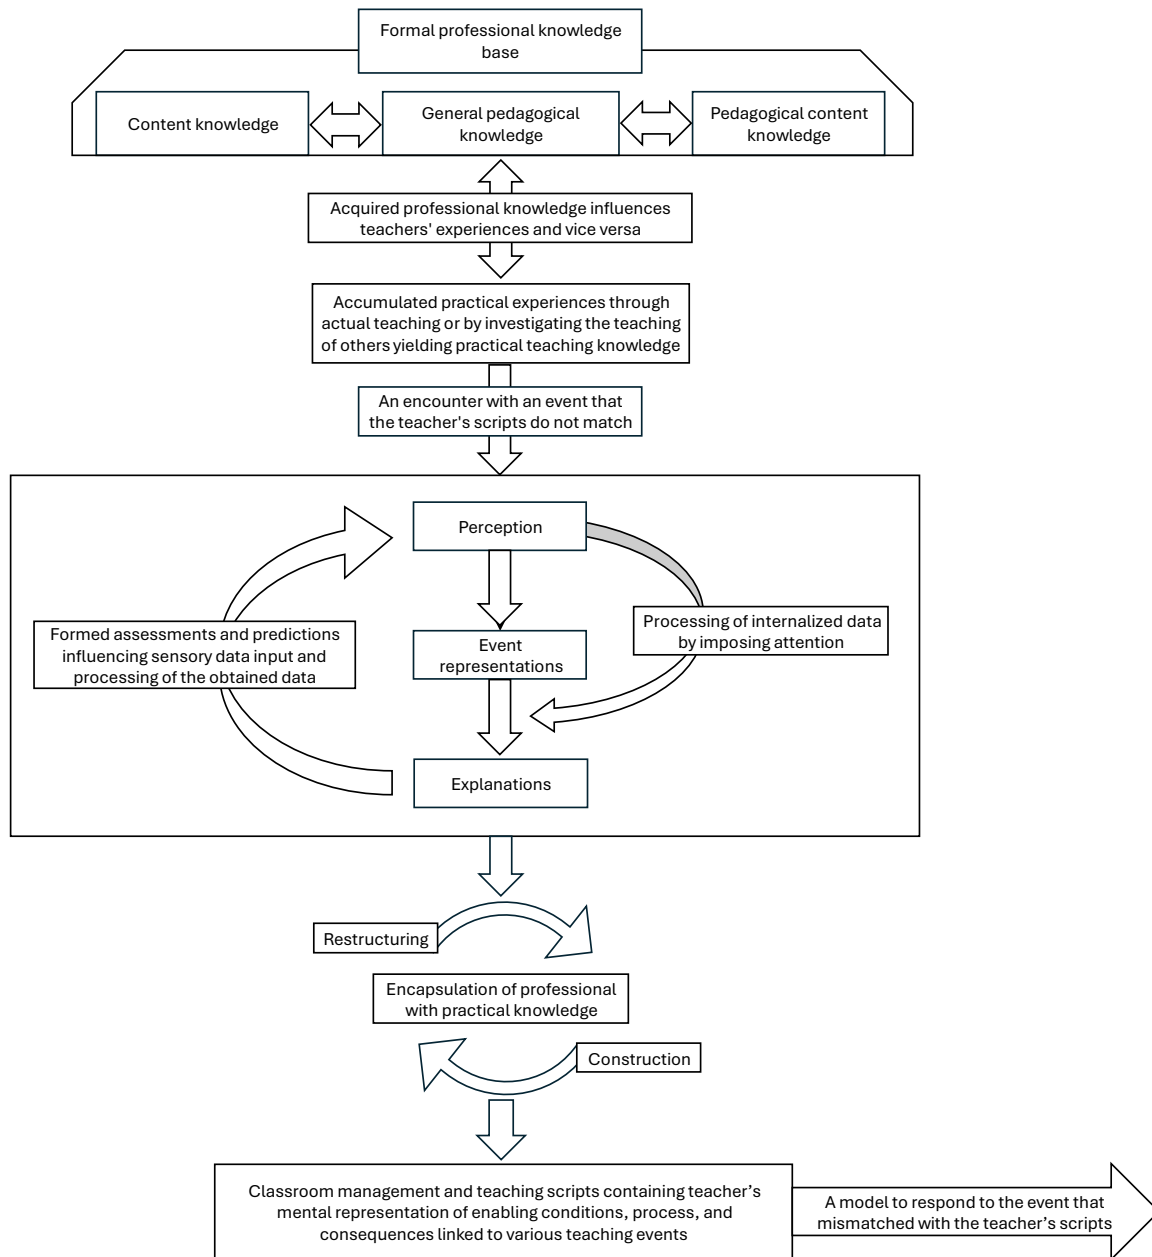 Formal professional knowledge
base
Content knowledge
General pedagogical
knowledge
Pedagogical content
knowledge
Acquired professional knowledge influences
teachers' experiences and vice versa
Accumulated practical experiences through
actual teaching or by investigating the teaching
of others yielding practical teaching knowledge
An encounter with an event that
the teacher's scripts do not match
Perception
Processing of internalized data
by imposing attention
Formed assessments and predictions
influencing sensory data input and
processing of the obtained data
Event
representations
Explanations
Restructuring
Encapsulation of professional
with practical knowledge
Construction
Classroom management and teaching scripts containing teacher’s
mental representation of enabling conditions, process, and
consequences linked to various teaching events
A model to respond to the event that
mismatched with the teacher’s scripts